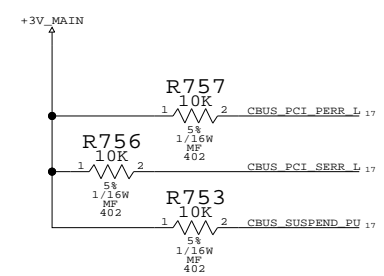 +3V_MAIN
R757
10K
1 2 CBUS_PCI_PERR_L 17
5%
1/16W
MF
402
R756
10K
1 2 CBUS_PCI_SERR_L 17
5%
1/16W
MF
402
R753
10K
1 2 CBUS_SUSPEND_PU 17
5%
1/16W
MF
402